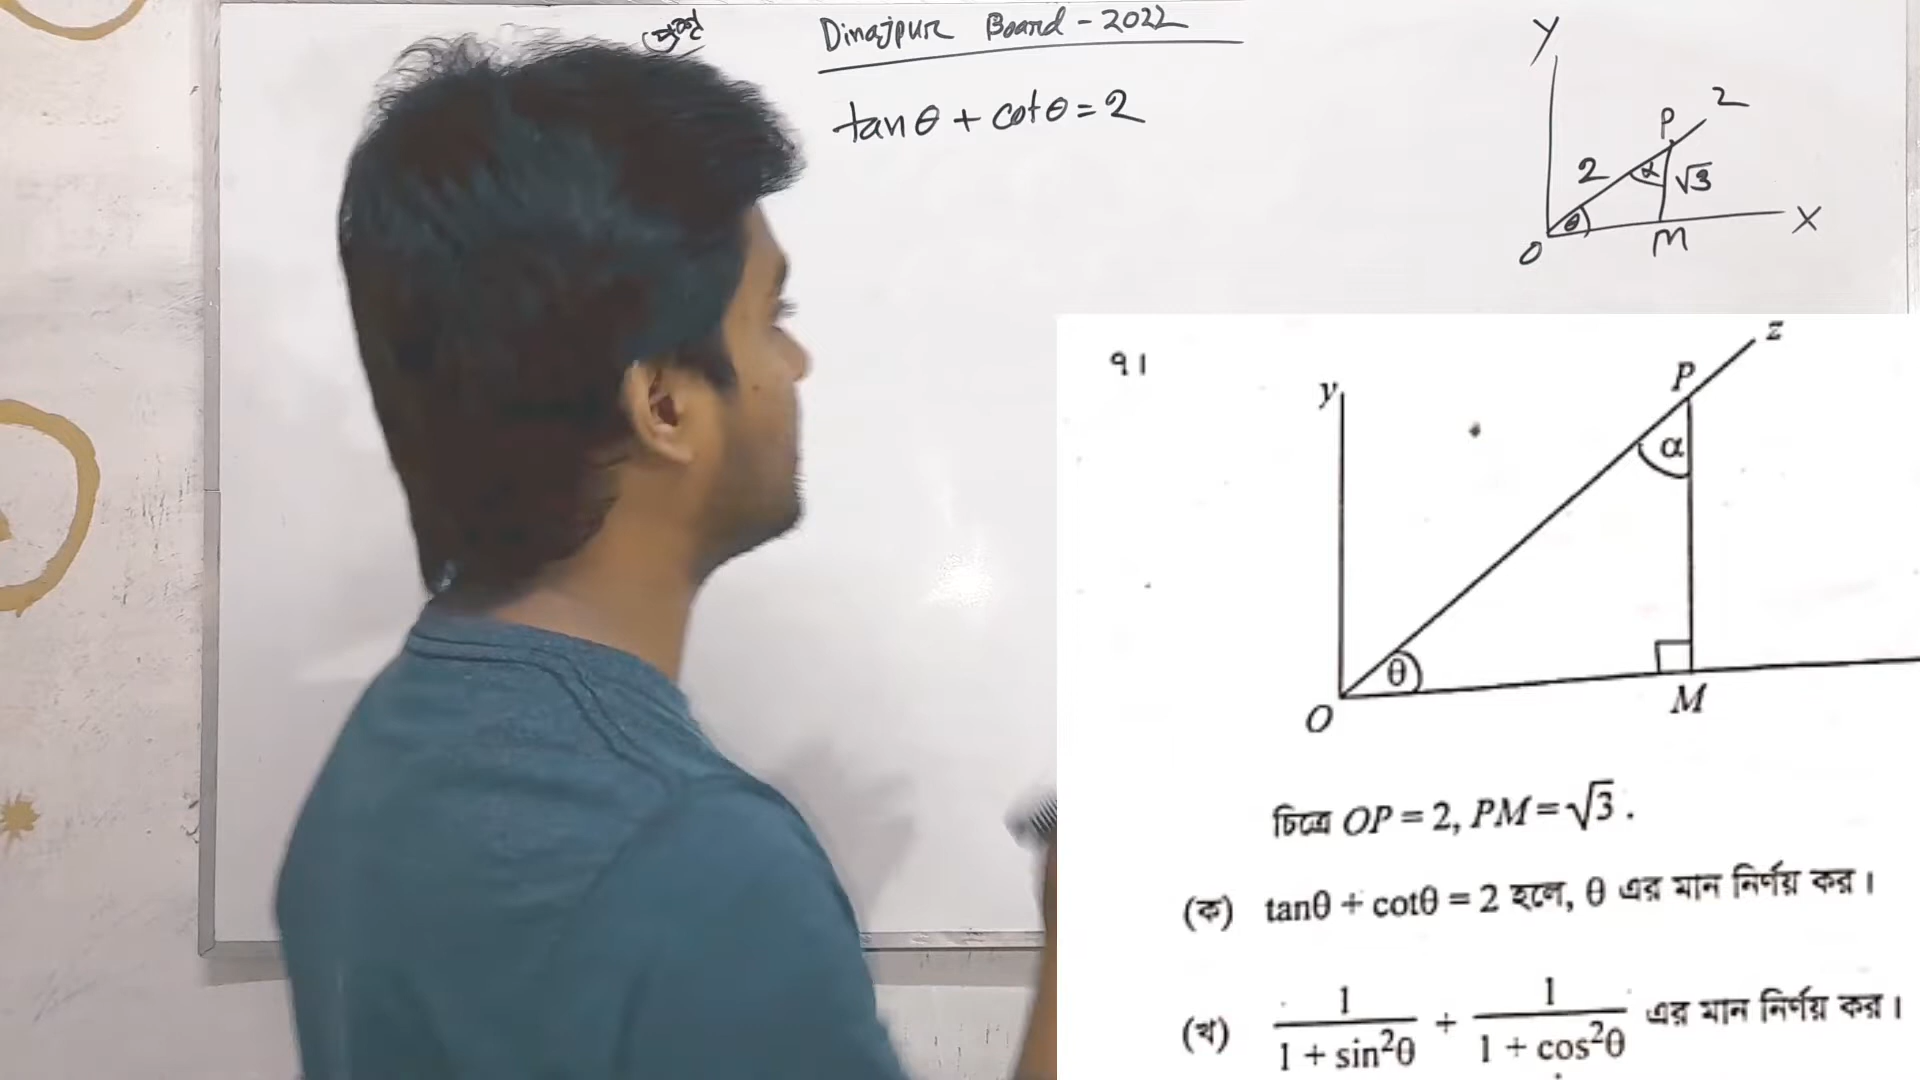 প্রশ্ন
Dinajpur Board - 2022
tanθ + cotθ = 2
Y
2
P
2
α
√3
θ
X
O
M
৭।
z
P
y
α
θ
M
O
চিত্রে OP = 2, PM = √3 .
(ক) tanθ + cotθ = 2 হলে, θ এর মান নির্ণয় কর।
(খ) 1/(1 + sin²θ) + 1/(1 + cos²θ) এর মান নির্ণয় কর।